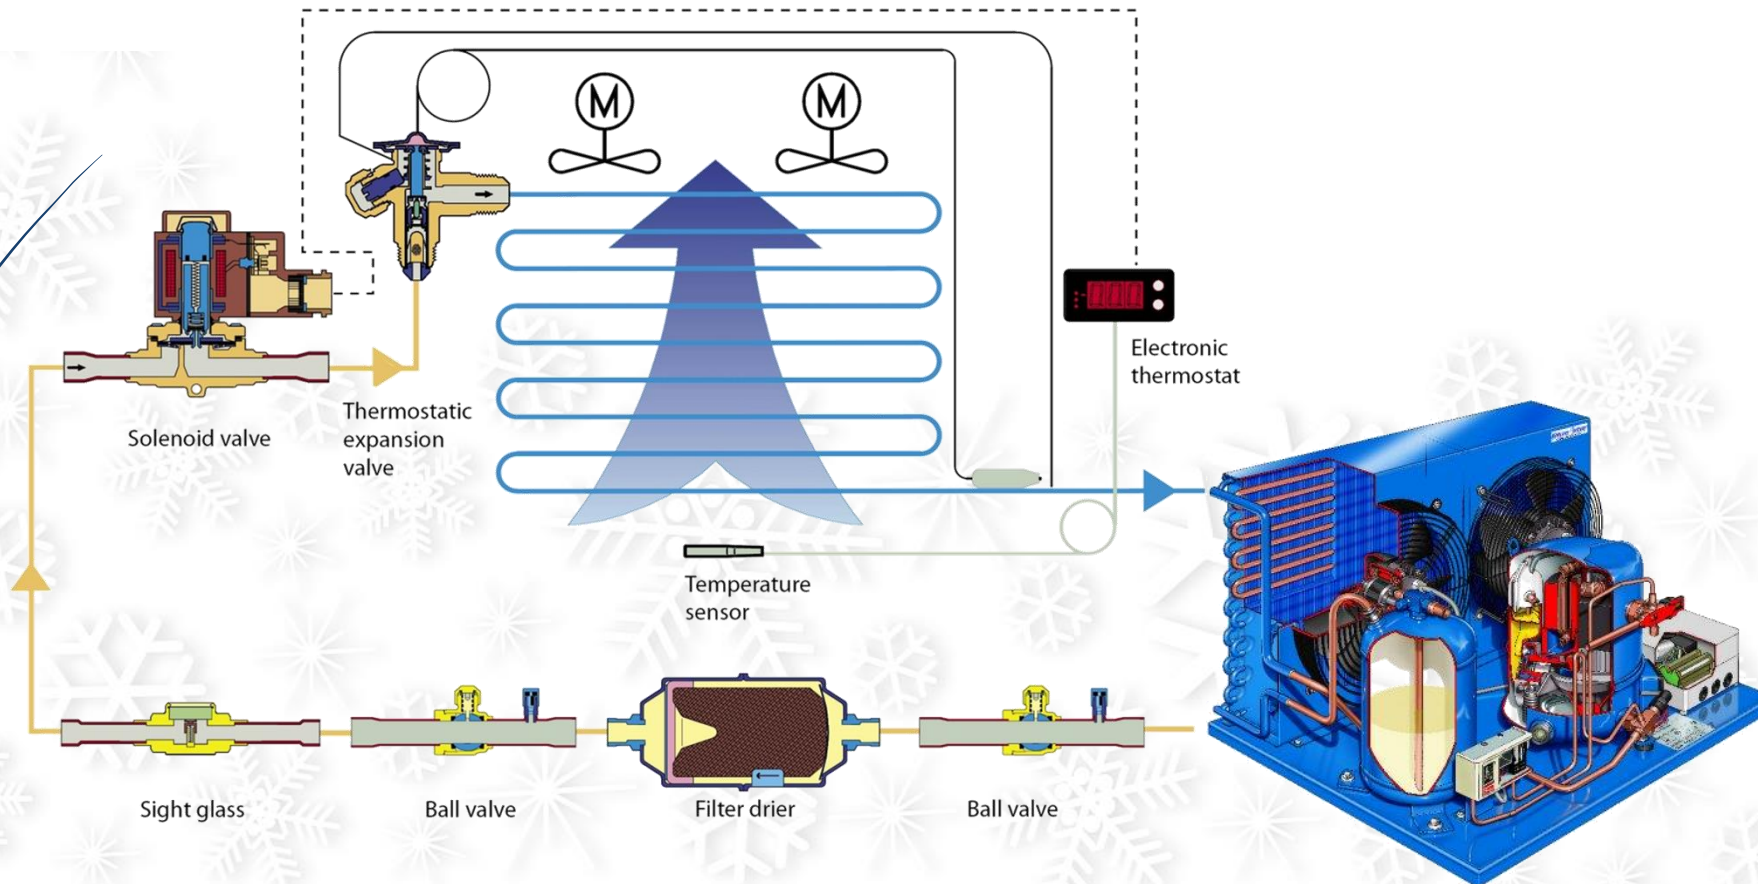 M
M
Electronic
thermostat
Thermostatic
expansion
valve
Solenoid valve
Temperature
sensor
Sight glass
Ball valve
Filter drier
Ball valve